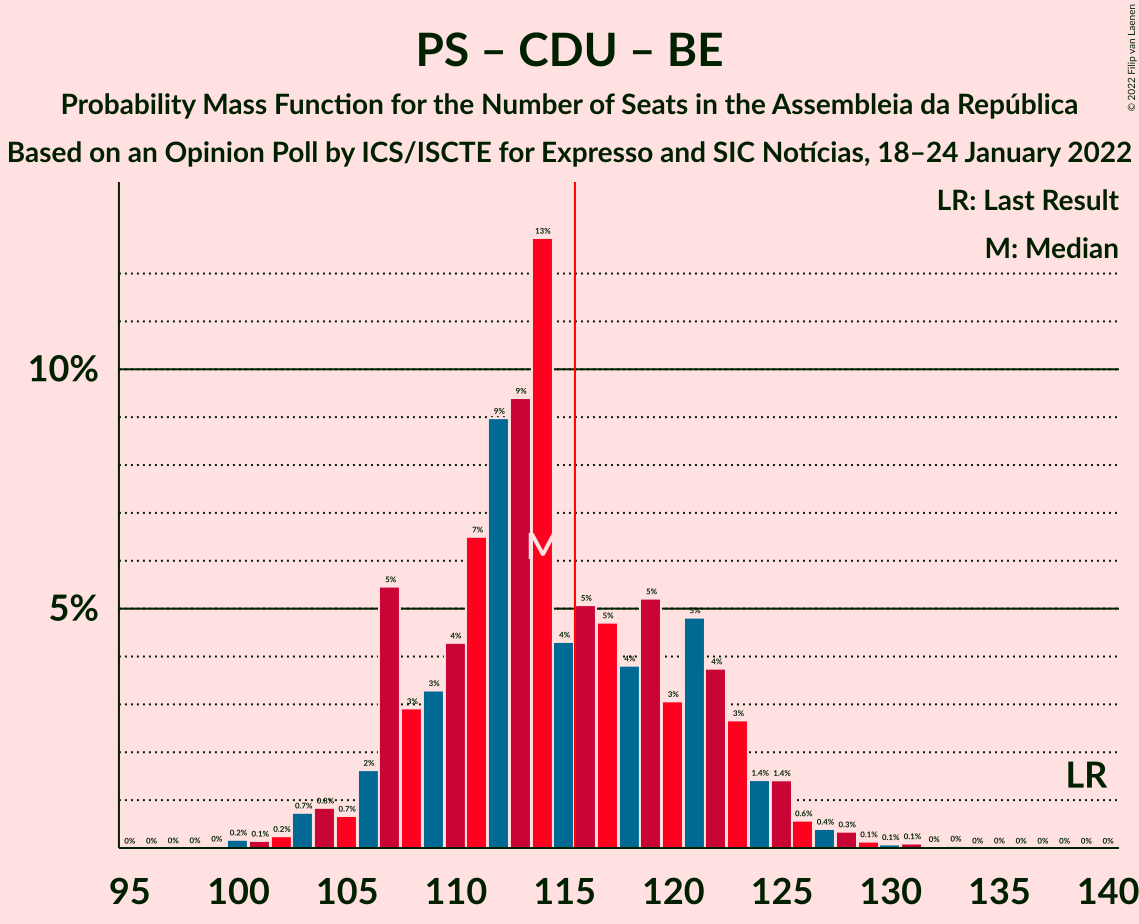 PS – CDU – BE
Probability Mass Function for the Number of Seats in the Assembleia da República
Based on an Opinion Poll by ICS/ISCTE for Expresso and SIC Notícias, 18–24 January 2022
© 2022 Filip van Laenen
LR: Last Result
M: Median
10%
5%
0% 0% 0% 0% 0% 0.2% 0.1% 0.2% 0.7% 0.8% 0.7% 2% 5% 3% 3% 4% 7% 9% 9% 13% 4% 5% 5% 4% 5% 3% 5% 4% 3% 1.4% 1.4% 0.6% 0.4% 0.3% 0.1% 0.1% 0.1% 0% 0% 0% 0% 0% 0% 0% 0% 0%
M
LR
95 100 105 110 115 120 125 130 135 140